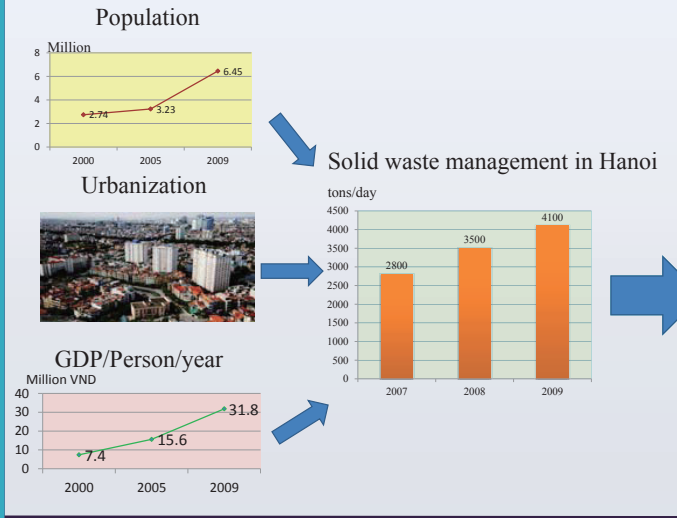 Population
Million
8
6
4
2
0
2.74
3.23
6.45
2000 2005 2009
Urbanization
GDP/Person/year
Million VND
40
30
20
10
0
7.4
15.6
31.8
2000 2005 2009
Solid waste management in Hanoi
tons/day
4500
4000
3500
3000
2500
2000
1500
1000
500
0
2800
3500
4100
2007 2008 2009